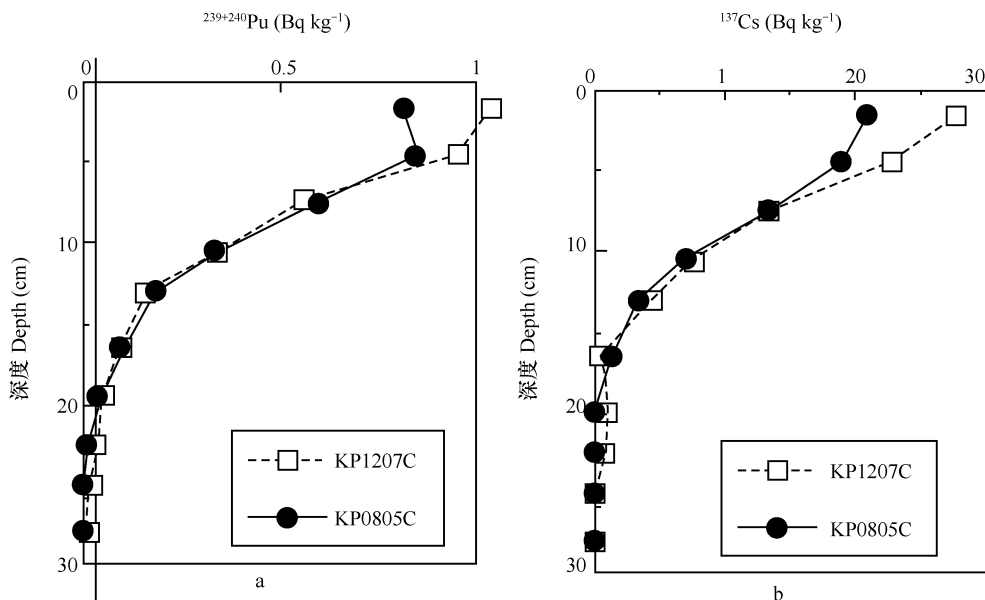 ²³⁹⁺²⁴⁰Pu (Bq kg⁻¹)
0 0.5 1
0
10
20
30
深度 Depth (cm)
KP1207C
KP0805C
a
¹³⁷Cs (Bq kg⁻¹)
0 1 20 30
0
10
20
30
深度 Depth (cm)
KP1207C
KP0805C
b